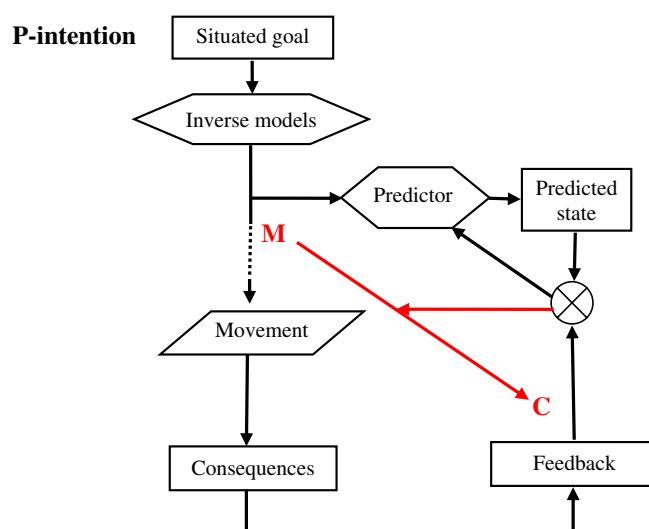 P-intention
Situated goal
Inverse models
Predictor
Predicted
state
M
Movement
C
Consequences
Feedback